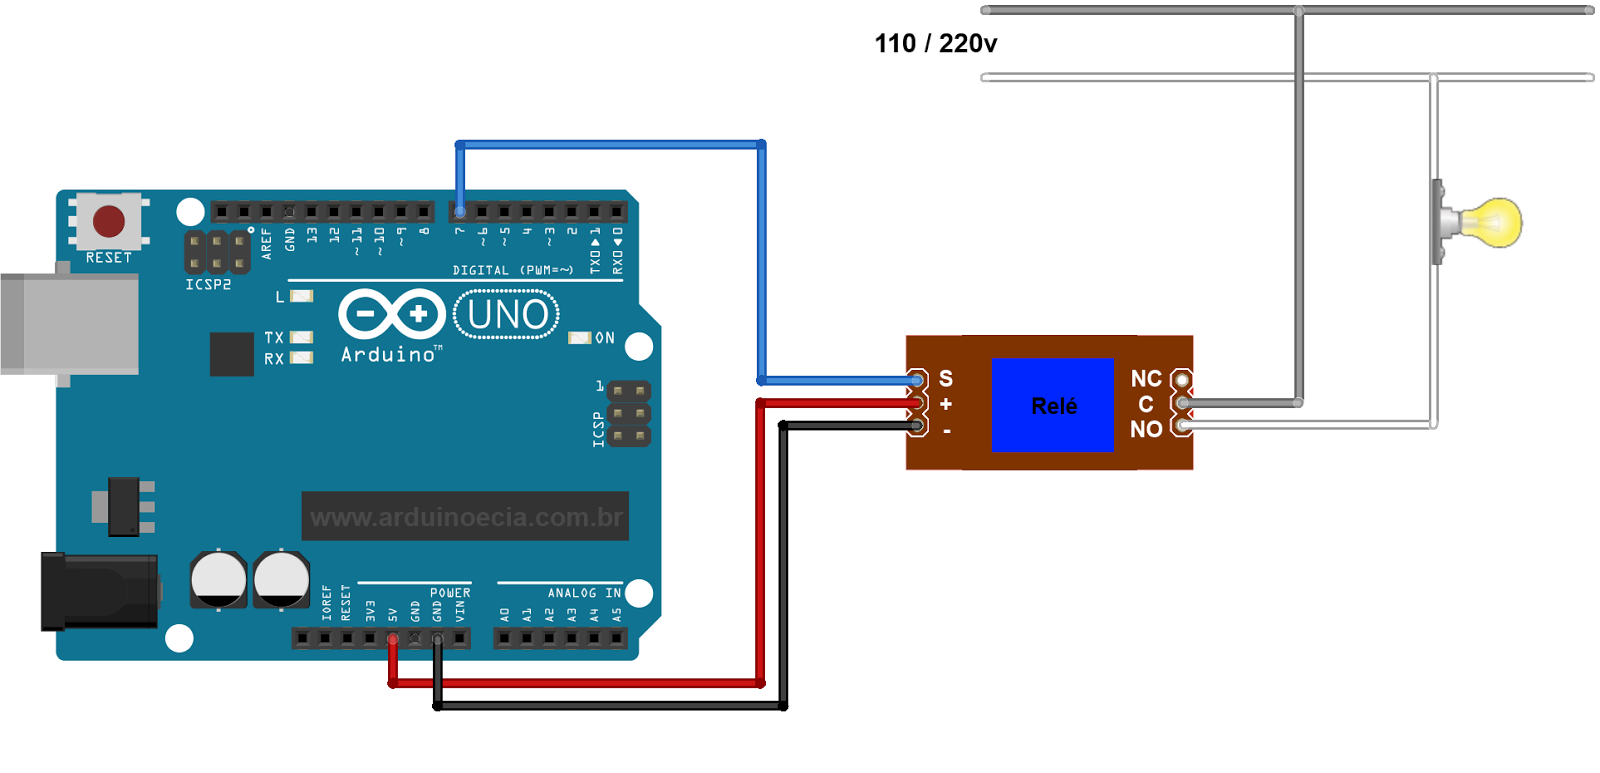 110 / 220v
RESET
ICSP2
AREF
GND
13
12
~11
~10
~9
8
7
~6
~5
4
~3
2
TX0▶1
RX0◀0
DIGITAL (PWM=~)
L
TX
RX
UNO
ON
Arduino™
1
ICSP
www.arduinoecia.com.br
IOREF
RESET
3V3
5V
GND
GND
VIN
POWER
ANALOG IN
A0
A1
A2
A3
A4
A5
S
+
-
Relé
NC
C
NO